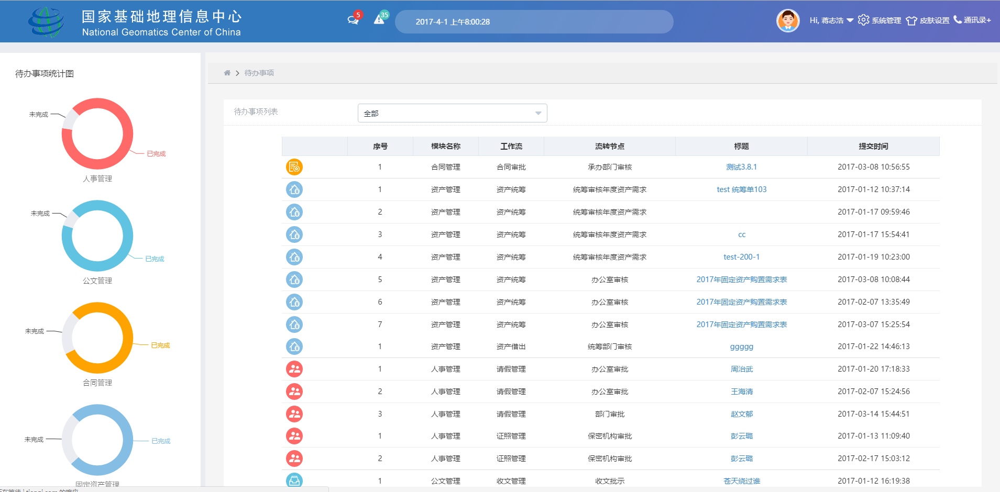 国家基础地理信息中心
National Geomatics Center of China
5
35
2017-4-1 上午8:00:28
Hi, 蒋志浩 系统管理 皮肤设置 通讯录+
待办事项统计图
未完成
已完成
人事管理
未完成
已完成
公文管理
未完成
已完成
合同管理
未完成
已完成
固定资产管理
待办事项
待办事项列表 全部
序号 模块名称 工作流 流转节点 标题 提交时间
1 合同管理 合同审批 承办部门审核 测试3.8.1 2017-03-08 10:56:55
1 资产管理 资产统筹 统筹审核年度资产需求 test 统筹单103 2017-01-12 10:37:14
2 资产管理 资产统筹 统筹审核年度资产需求 2017-01-17 09:59:46
3 资产管理 资产统筹 统筹审核年度资产需求 cc 2017-01-17 15:54:41
4 资产管理 资产统筹 统筹审核年度资产需求 test-200-1 2017-01-19 10:23:00
5 资产管理 资产统筹 办公室审核 2017年固定资产购置需求表 2017-03-08 10:08:44
6 资产管理 资产统筹 办公室审核 2017年固定资产购置需求表 2017-02-07 13:35:49
7 资产管理 资产统筹 办公室审核 2017年固定资产购置需求表 2017-03-07 15:25:54
1 资产管理 资产借出 统筹部门审核 ggggg 2017-01-22 14:46:13
1 人事管理 请假管理 办公室审批 周治武 2017-01-20 17:18:33
2 人事管理 请假管理 办公室审批 王海清 2017-02-07 15:24:56
3 人事管理 请假管理 部门审批 赵文郁 2017-03-14 15:44:51
1 人事管理 证照管理 保密机构审批 彭云璐 2017-01-13 11:09:40
2 人事管理 证照管理 保密机构审批 彭云璐 2017-02-17 15:03:12
1 公文管理 收文管理 收文批示 苍天绕过谁 2017-01-12 16:19:38